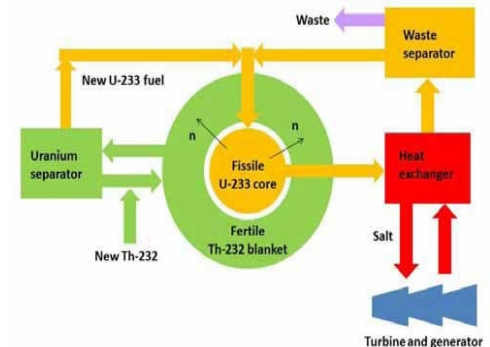 Waste
Waste
separator
New U-233 fuel
n
n
Uranium
separator
Fissile
U-233 core
Heat
exchanger
Fertile
Th-232 blanket
New Th-232
Salt
Turbine and generator